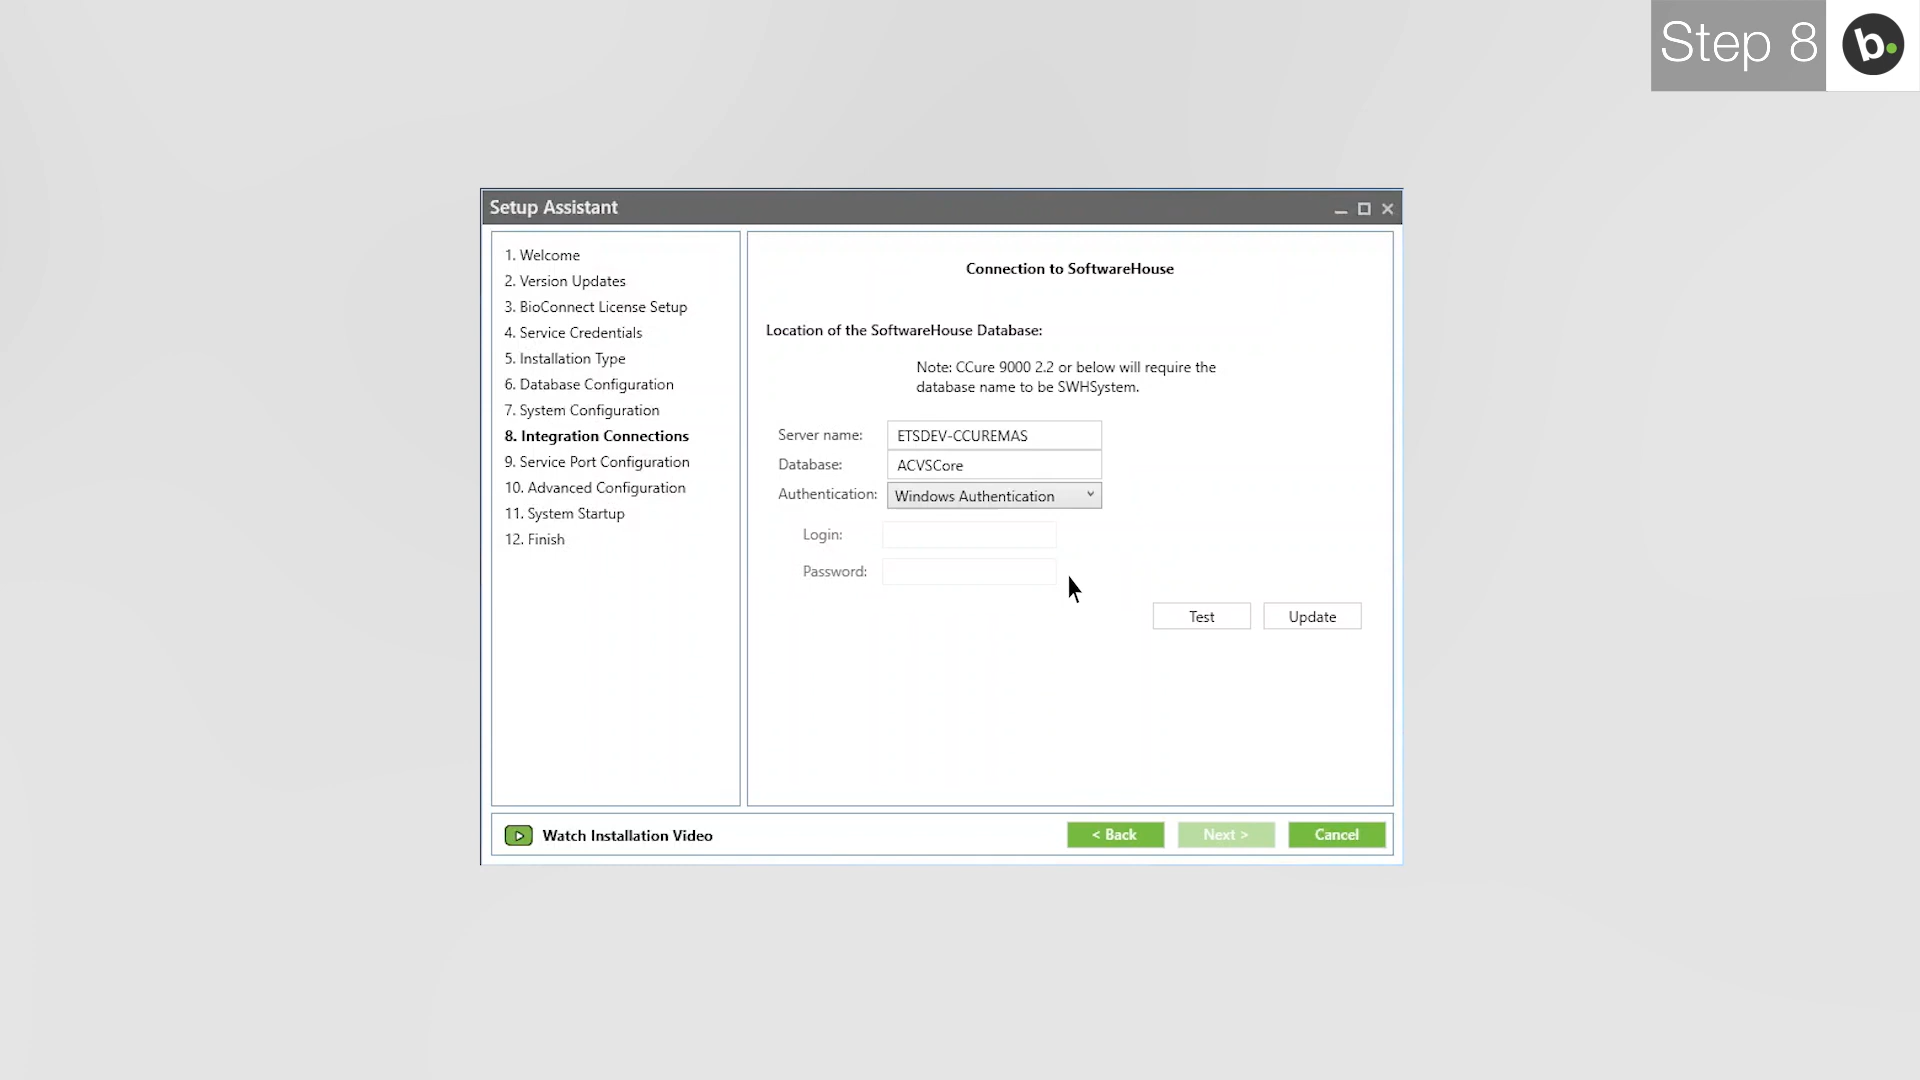 Step 8
b.
Setup Assistant
1. Welcome
2. Version Updates
3. BioConnect License Setup
4. Service Credentials
5. Installation Type
6. Database Configuration
7. System Configuration
8. Integration Connections
9. Service Port Configuration
10. Advanced Configuration
11. System Startup
12. Finish
Connection to SoftwareHouse
Location of the SoftwareHouse Database:
Note: CCure 9000 2.2 or below will require the
database name to be SWHSystem.
Server name: ETSDEV-CCUREMAS
Database: ACVSCore
Authentication: Windows Authentication
Login:
Password:
Test Update
Watch Installation Video
< Back Next > Cancel